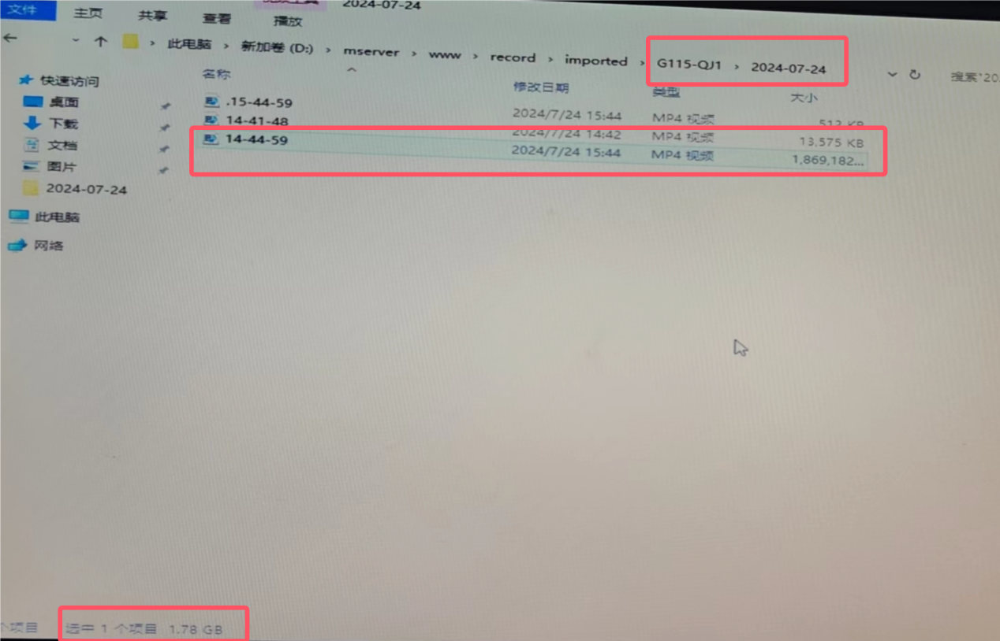 2024-07-24
文件 主页 共享 查看 播放
此电脑 › 新加卷 (D:) › mserver › www › record › imported › G115-QJ1 › 2024-07-24
搜索"20
名称 修改日期 类型 大小
.15-44-59 2024/7/24 15:44 MP4 视频 512 KB
14-41-48 2024/7/24 14:42 MP4 视频 13,575 KB
14-44-59 2024/7/24 15:44 MP4 视频 1,869,182...
快速访问
桌面
下载
文档
图片
2024-07-24
此电脑
网络
个项目 选中 1 个项目 1.78 GB